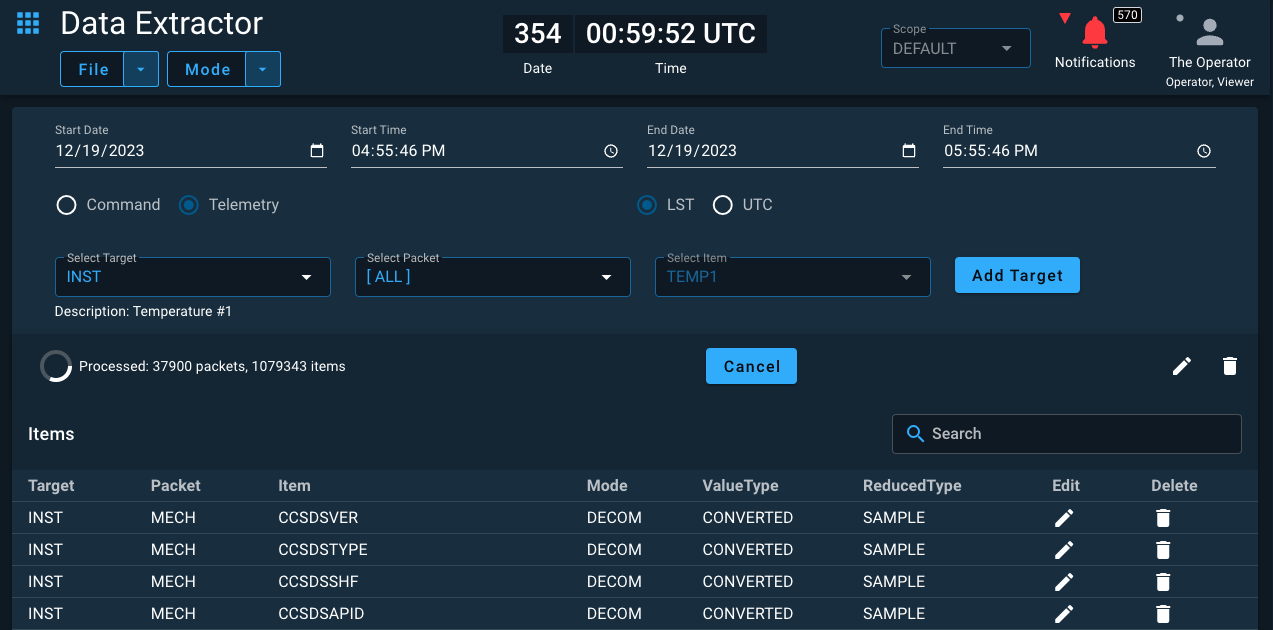 Data Extractor
File Mode
354 00:59:52 UTC
Date Time
Scope
DEFAULT
570
Notifications
The Operator
Operator, Viewer
Start Date Start Time End Date End Time
12/19/2023 04:55:46 PM 12/19/2023 05:55:46 PM
Command Telemetry LST UTC
Select Target Select Packet Select Item
INST [ ALL ] TEMP1 Add Target
Description: Temperature #1
Processed: 37900 packets, 1079343 items Cancel
Items Search
Target Packet Item Mode ValueType ReducedType Edit Delete
INST MECH CCSDSVER DECOM CONVERTED SAMPLE
INST MECH CCSDSTYPE DECOM CONVERTED SAMPLE
INST MECH CCSDSSHF DECOM CONVERTED SAMPLE
INST MECH CCSDSAPID DECOM CONVERTED SAMPLE